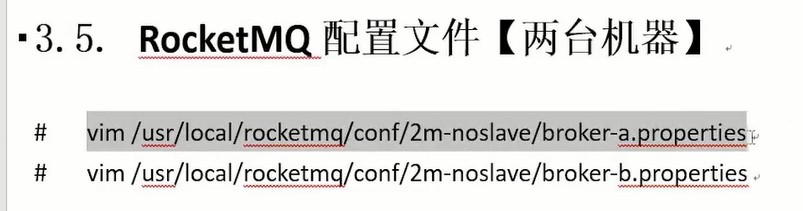 ▪3.5. RocketMQ 配置文件【两台机器】
# vim /usr/local/rocketmq/conf/2m-noslave/broker-a.properties
# vim /usr/local/rocketmq/conf/2m-noslave/broker-b.properties